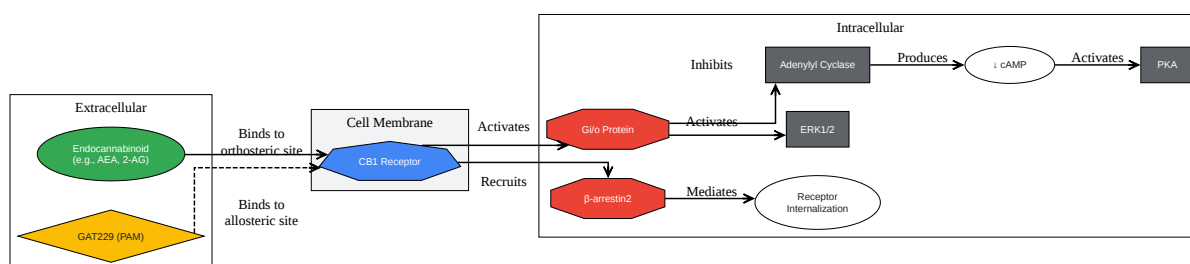 Extracellular
Endocannabinoid
(e.g., AEA, 2-AG)
GAT229 (PAM)
Binds to
orthosteric site
Binds to
allosteric site
Cell Membrane
CB1 Receptor
Activates
Recruits
Intracellular
Gi/o Protein
Inhibits
Adenylyl Cyclase
Produces
↓ cAMP
Activates
PKA
Activates
ERK1/2
β-arrestin2
Mediates
Receptor
Internalization